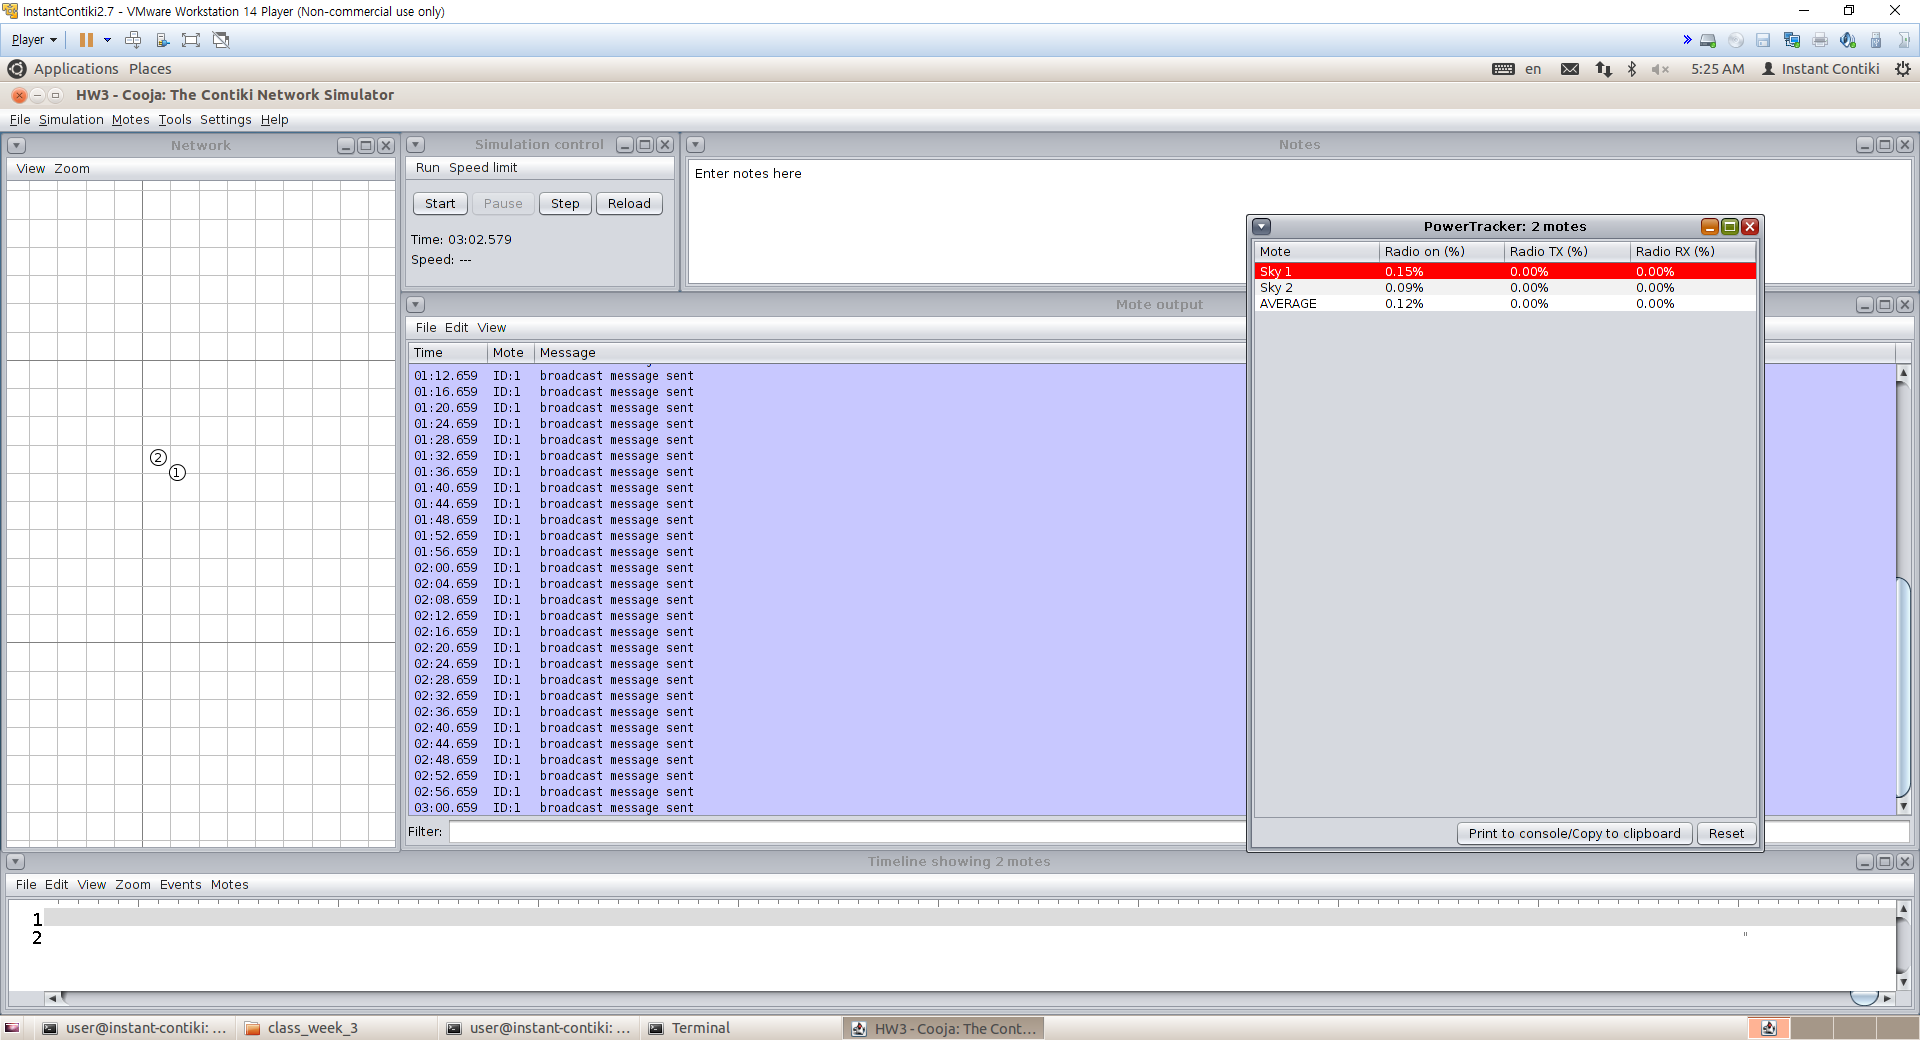 InstantContiki2.7 - VMware Workstation 14 Player (Non-commercial use only)
Player
Applications Places
en 5:25 AM Instant Contiki
HW3 - Cooja: The Contiki Network Simulator
File Simulation Motes Tools Settings Help
Network
View Zoom
2
1
Simulation control
Run Speed limit
Start Pause Step Reload
Time: 03:02.579
Speed: ---
Notes
Enter notes here
Mote output
File Edit View
Time Mote Message
01:12.659 ID:1 broadcast message sent
01:16.659 ID:1 broadcast message sent
01:20.659 ID:1 broadcast message sent
01:24.659 ID:1 broadcast message sent
01:28.659 ID:1 broadcast message sent
01:32.659 ID:1 broadcast message sent
01:36.659 ID:1 broadcast message sent
01:40.659 ID:1 broadcast message sent
01:44.659 ID:1 broadcast message sent
01:48.659 ID:1 broadcast message sent
01:52.659 ID:1 broadcast message sent
01:56.659 ID:1 broadcast message sent
02:00.659 ID:1 broadcast message sent
02:04.659 ID:1 broadcast message sent
02:08.659 ID:1 broadcast message sent
02:12.659 ID:1 broadcast message sent
02:16.659 ID:1 broadcast message sent
02:20.659 ID:1 broadcast message sent
02:24.659 ID:1 broadcast message sent
02:28.659 ID:1 broadcast message sent
02:32.659 ID:1 broadcast message sent
02:36.659 ID:1 broadcast message sent
02:40.659 ID:1 broadcast message sent
02:44.659 ID:1 broadcast message sent
02:48.659 ID:1 broadcast message sent
02:52.659 ID:1 broadcast message sent
02:56.659 ID:1 broadcast message sent
03:00.659 ID:1 broadcast message sent
Filter:
PowerTracker: 2 motes
Mote Radio on (%) Radio TX (%) Radio RX (%)
Sky 1 0.15% 0.00% 0.00%
Sky 2 0.09% 0.00% 0.00%
AVERAGE 0.12% 0.00% 0.00%
Print to console/Copy to clipboard Reset
Timeline showing 2 motes
File Edit View Zoom Events Motes
1
2
user@instant-contiki: ... class_week_3 user@instant-contiki: ... Terminal HW3 - Cooja: The Cont...